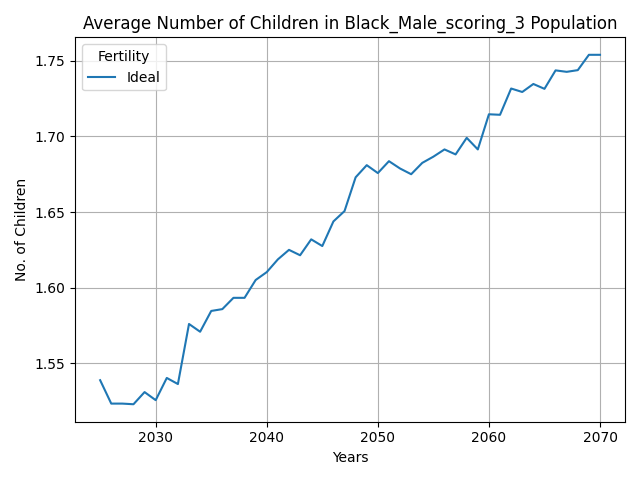 Average Number of Children in Black_Male_scoring_3 Population
Fertility
Ideal
No. of Children
1.75
1.70
1.65
1.60
1.55
2030 2040 2050 2060 2070
Years